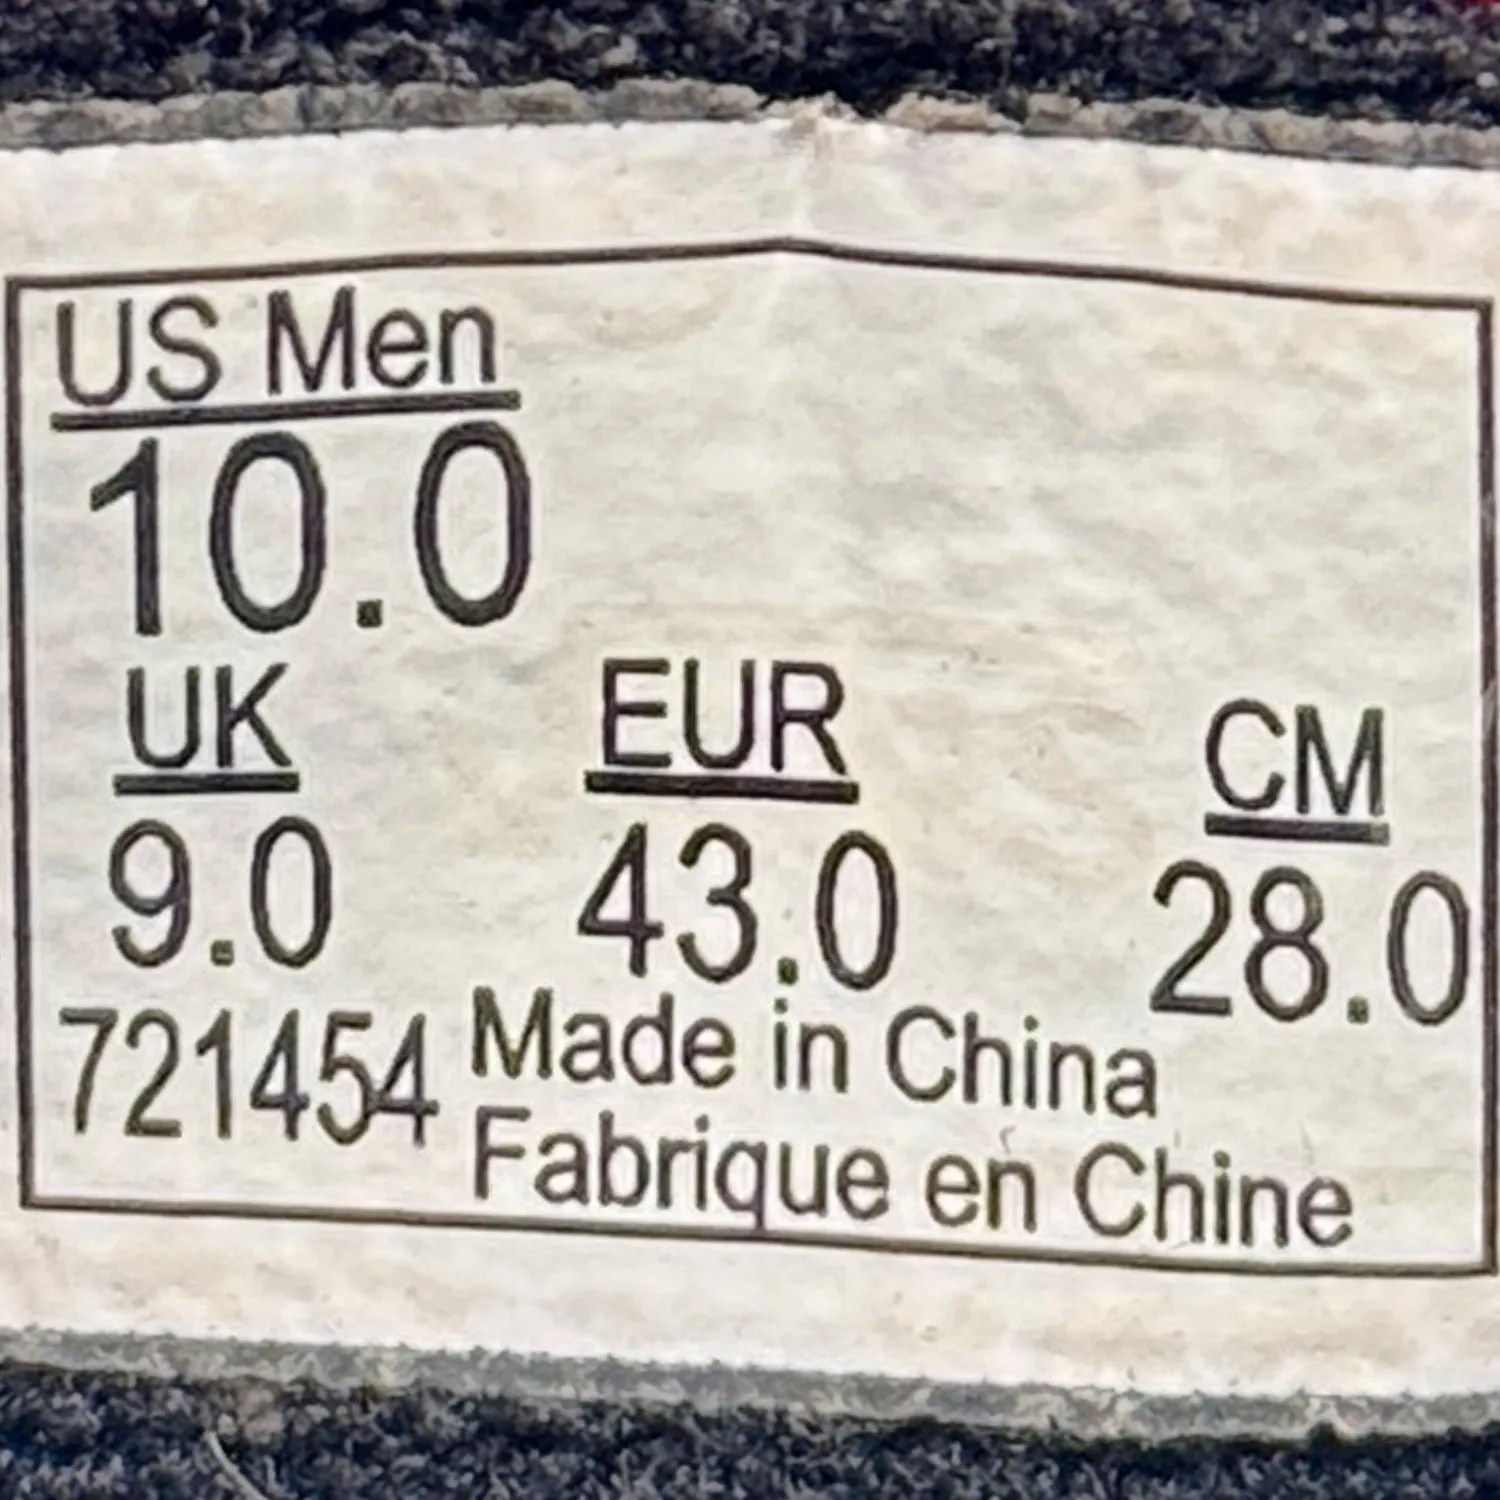 US Men
10.0
UK EUR CM
9.0 43.0 28.0
721454 Made in China
Fabrique en Chine